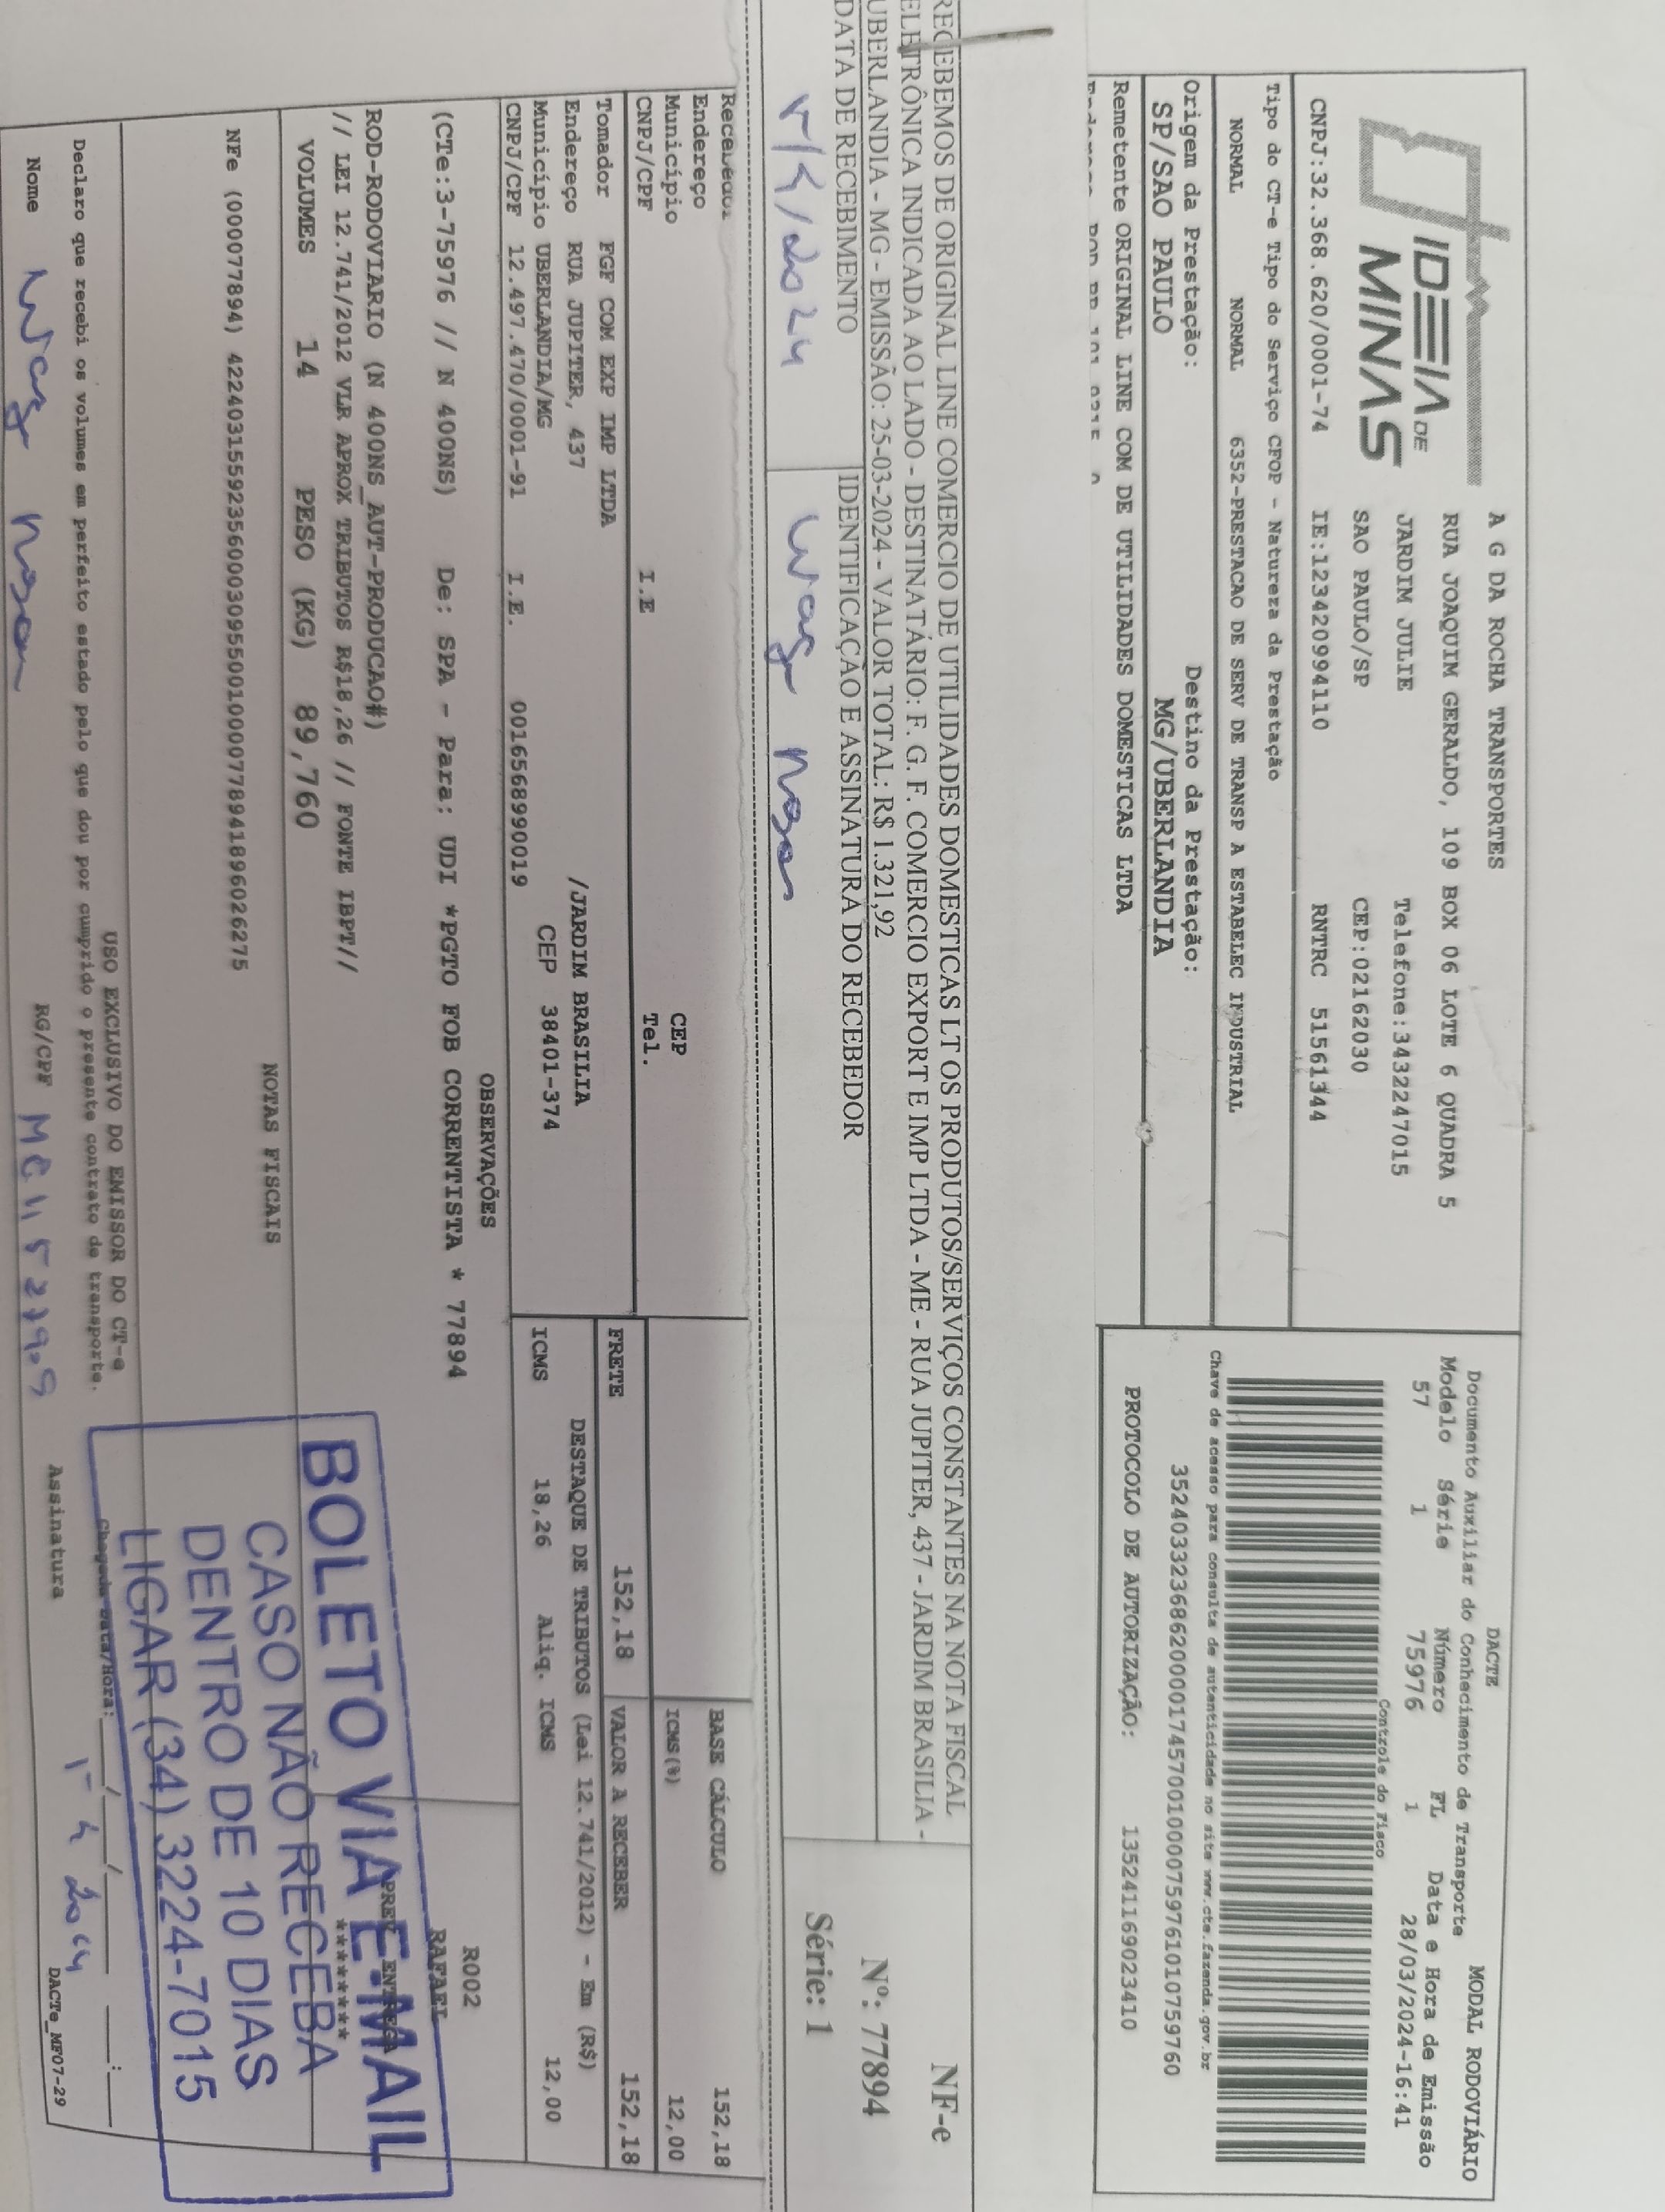 IDEIA DE
MINAS
A G DA ROCHA TRANSPORTES
RUA JOAQUIM GERALDO, 109 BOX 06 LOTE 6 QUADRA 5
JARDIM JULIE Telefone:3432247015
SAO PAULO/SP CEP:02162030
CNPJ:32.368.620/0001-74 IE:123420994110 RNTRC 51561344
DACTE MODAL RODOVIÁRIO
Documento Auxiliar do Conhecimento de Transporte
Modelo Série Número FL Data e Hora de Emissão
57 1 75976 1 28/03/2024-16:41
Controle do Fisco
Chave de acesso para consulta de autenticidade no site www.cte.fazenda.gov.br
35240332368620000174570010000759761010759760
PROTOCOLO DE AUTORIZAÇÃO: 135241169023410
Tipo do CT-e Tipo do Serviço CFOP - Natureza da Prestação
NORMAL NORMAL 6352-PRESTACAO DE SERV DE TRANSP A ESTABELEC INDUSTRIAL
Origem da Prestação: Destino da Prestação:
SP/SAO PAULO MG/UBERLANDIA
Remetente ORIGINAL LINE COM DE UTILIDADES DOMESTICAS LTDA
RECEBEMOS DE ORIGINAL LINE COMERCIO DE UTILIDADES DOMESTICAS LT OS PRODUTOS/SERVIÇOS CONSTANTES NA NOTA FISCAL
ELETRÔNICA INDICADA AO LADO - DESTINATÁRIO: F. G. F. COMERCIO EXPORT E IMP LTDA - ME - RUA JUPITER, 437 - JARDIM BRASILIA -
UBERLANDIA - MG - EMISSÃO: 25-03-2024 - VALOR TOTAL: R$ 1.321,92
DATA DE RECEBIMENTO IDENTIFICAÇÃO E ASSINATURA DO RECEBEDOR
NF-e
Nº: 77894
Série: 1
Recebedor
Endereço
Município CEP
CNPJ/CPF I.E Tel.
BASE CÁLCULO 152,18
ICMS(%) 12,00
Tomador FGF COM EXP IMP LTDA
Endereço RUA JUPITER, 437 /JARDIM BRASILIA
Município UBERLANDIA/MG CEP 38401-374
CNPJ/CPF 12.497.470/0001-91 I.E. 0016568990019
FRETE 152,18 VALOR A RECEBER 152,18
DESTAQUE DE TRIBUTOS (Lei 12.741/2012) - Em (R$)
ICMS 18,26 Aliq. ICMS 12,00
OBSERVAÇÕES
(CTe:3-75976 // N 400NS) De: SPA - Para: UDI *PGTO FOB CORRENTISTA * 77894
R002
RAFAEL
ROD-RODOVIARIO (N 400NS_AUT-PRODUCAO#)
// LEI 12.741/2012 VLR APROX TRIBUTOS R$18,26 // FONTE IBPT//
PREV ENTREGA
********
VOLUMES 14 PESO (KG) 89,760
NOTAS FISCAIS
NFe (000077894) 42240315592356000309550010000778941896026275
USO EXCLUSIVO DO EMISSOR DO CT-e
Declaro que recebi os volumes em perfeito estado pelo que dou por cumprido o presente contrato de transporte.
Chegada Data/Hora: ___/___/___ ___:___
Nome RG/CPF Assinatura
DACTe_MF07-29
BOLETO VIA E-MAIL
CASO NÃO RECEBA
DENTRO DE 10 DIAS
LIGAR (34) 3224-7015